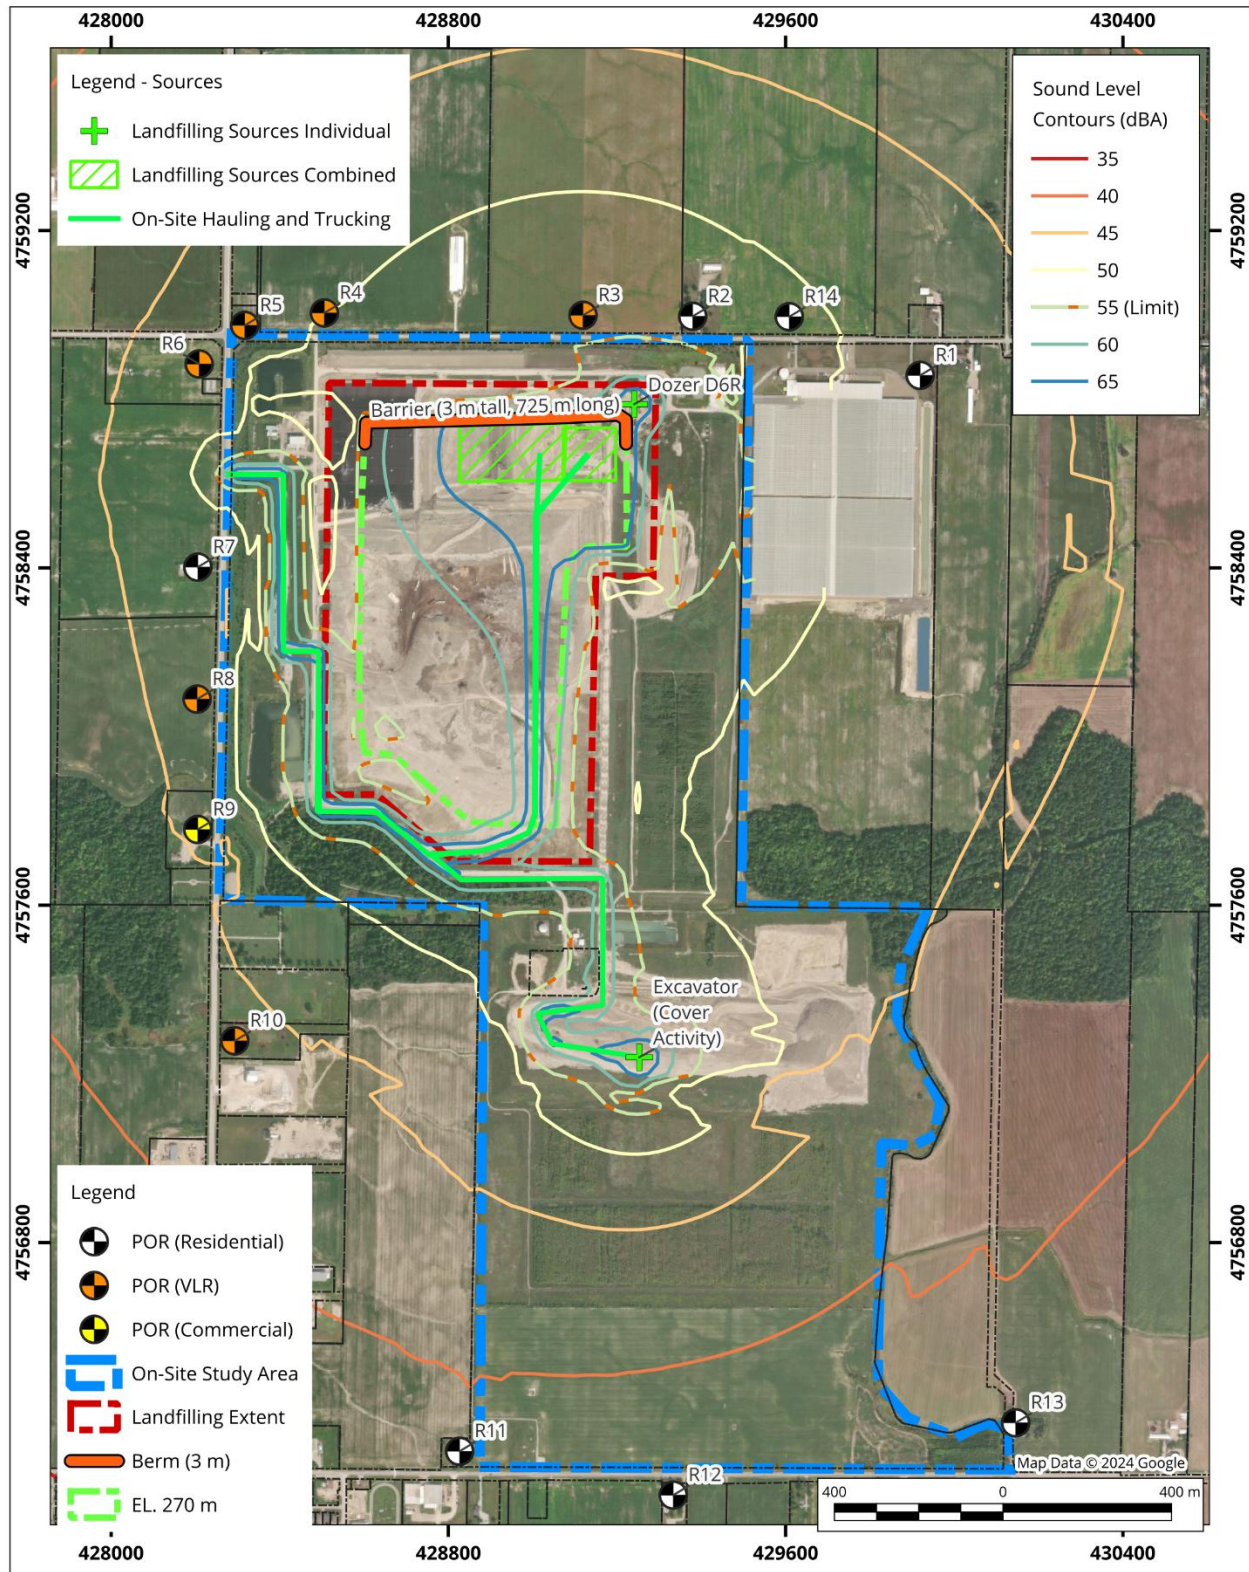 428000
428800
429600
430400
Legend - Sources
Landfilling Sources Individual
Landfilling Sources Combined
On-Site Hauling and Trucking
Sound Level
Contours (dBA)
35
40
45
50
55 (Limit)
60
65
4759200
4759200
R5
R4
R3
R2
R14
R6
R1
Dozer D6R
Barrier (3 m tall, 725 m long)
4758400
4758400
R7
R8
R9
4757600
4757600
Excavator
(Cover
Activity)
R10
4756800
4756800
Legend
POR (Residential)
POR (VLR)
POR (Commercial)
On-Site Study Area
Landfilling Extent
Berm (3 m)
EL. 270 m
R11
R12
R13
Map Data © 2024 Google
400
0
400 m
428000
428800
429600
430400